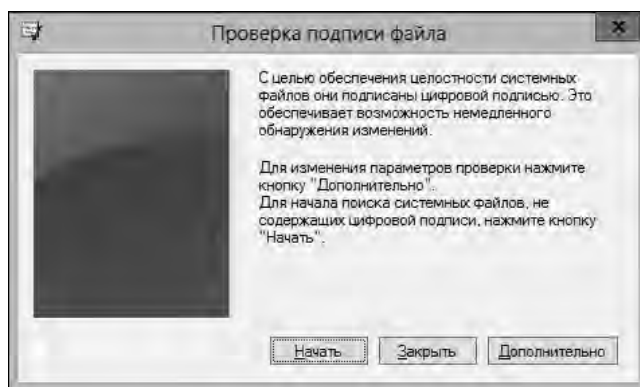 Проверка подписи файла
С целью обеспечения целостности системных
файлов они подписаны цифровой подписью. Это
обеспечивает возможность немедленного
обнаружения изменений.
Для изменения параметров проверки нажмите
кнопку "Дополнительно".
Для начала поиска системных файлов, не
содержащих цифровой подписи, нажмите кнопку
"Начать".
Начать Закрыть Дополнительно